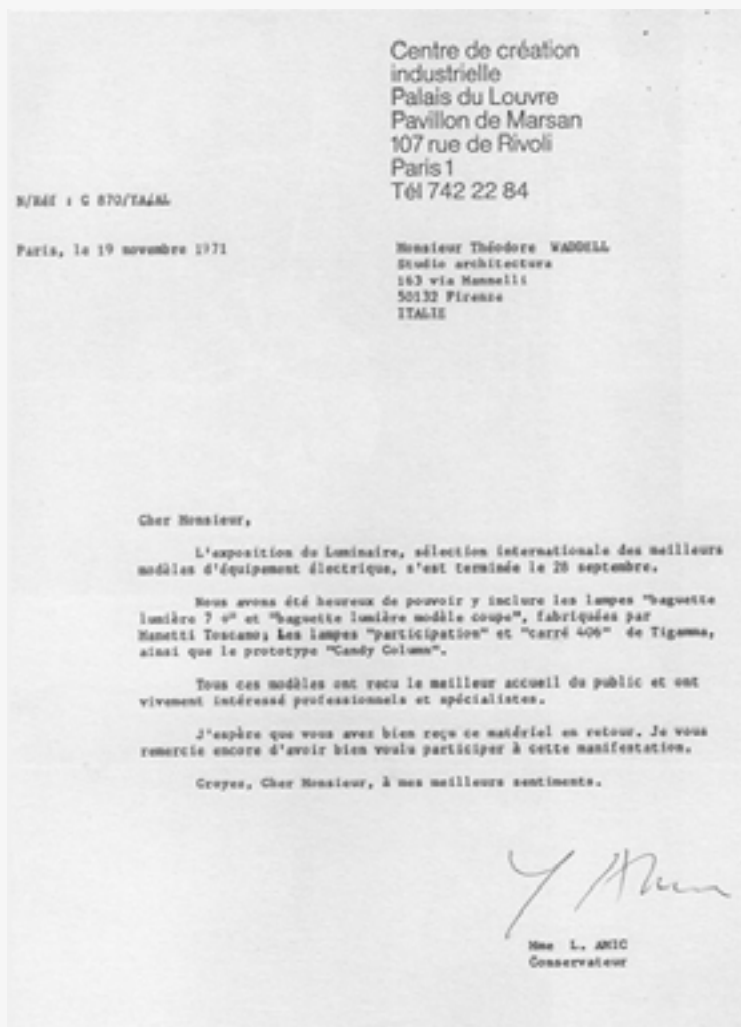 Centre de création
industrielle
Palais du Louvre
Pavillon de Marsan
107 rue de Rivoli
Paris 1
Tél 742 22 84
N/Réf : G 870/YA/AL
Paris, le 19 novembre 1971
Monsieur Théodore WADDELL
Studio architectura
163 via Mannelli
50132 Firenze
ITALIE
Cher Monsieur,
L'exposition du Luminaire, sélection internationale des meilleurs
modèles d'équipement électrique, s'est terminée le 28 septembre.
Nous avons été heureux de pouvoir y inclure les lampes "baguette
lumière 7" et "baguette lumière modèle coupe", fabriquées par
Manetti Toscano; Les lampes "participation" et "carré 406" de Tigamma,
ainsi que le prototype "Candy Column".
Tous ces modèles ont recu le meilleur accueil du public et ont
vivement intéressé professionnels et spécialistes.
J'espère que vous avez bien reçu ce matériel en retour. Je vous
remercie encore d'avoir bien voulu participer à cette manifestation.
Croyez, Cher Monsieur, à mes meilleurs sentiments.
Mme L. AMIC
Conservateur